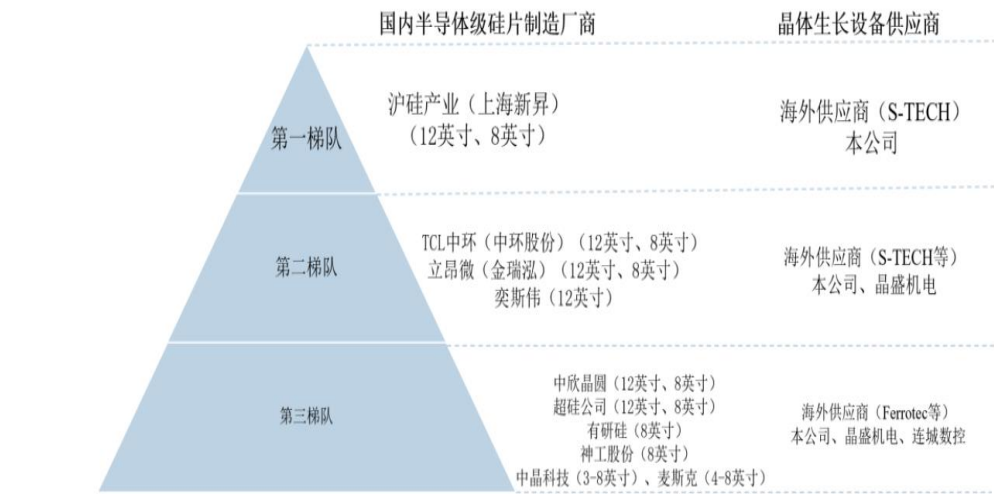 国内半导体级硅片制造厂商
晶体生长设备供应商
第一梯队
沪硅产业（上海新昇）
（12英寸、8英寸）
海外供应商（S-TECH）
本公司
第二梯队
TCL中环（中环股份）（12英寸、8英寸）
立昂微（金瑞泓）（12英寸、8英寸）
奕斯伟（12英寸）
海外供应商（S-TECH等）
本公司、晶盛机电
第三梯队
中欣晶圆（12英寸、8英寸）
超硅公司（12英寸、8英寸）
有研硅（8英寸）
神工股份（8英寸）
中晶科技（3-8英寸）、麦斯克（4-8英寸）
海外供应商（Ferrotec等）
本公司、晶盛机电、连城数控